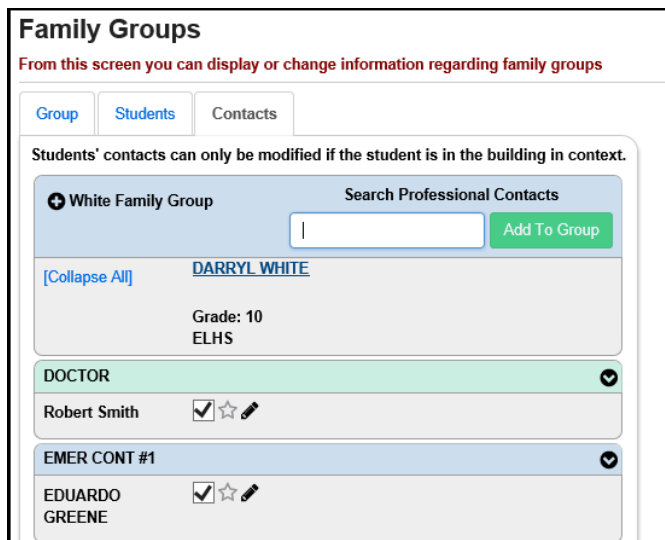 Family Groups
From this screen you can display or change information regarding family groups
Group Students Contacts
Students' contacts can only be modified if the student is in the building in context.
White Family Group
Search Professional Contacts
Add To Group
[Collapse All]
DARRYL WHITE
Grade: 10
ELHS
DOCTOR
Robert Smith
EMER CONT #1
EDUARDO
GREENE